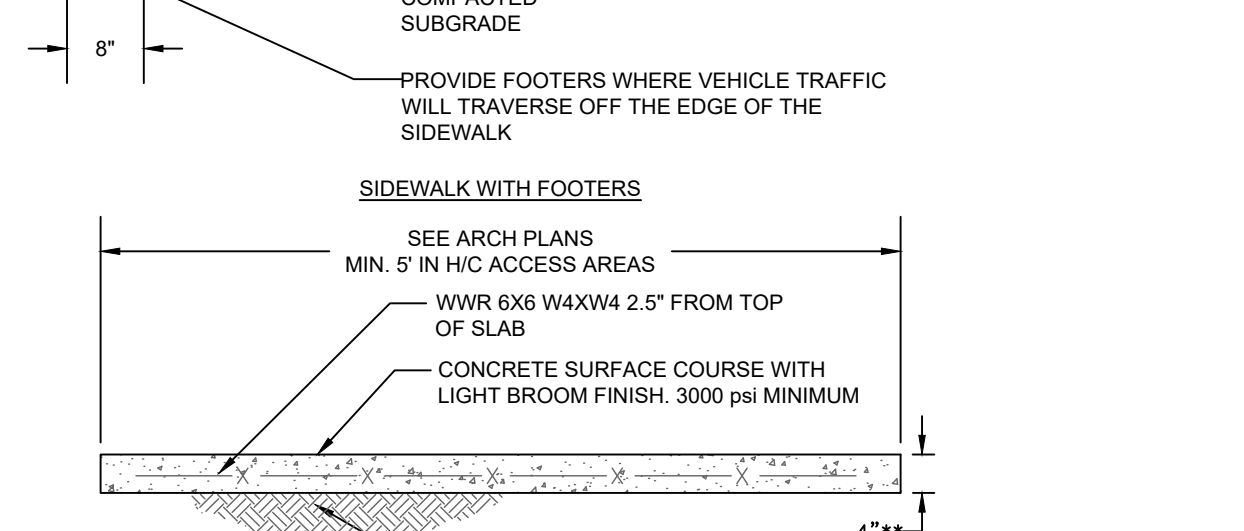 COMPACTED
SUBGRADE
8"
PROVIDE FOOTERS WHERE VEHICLE TRAFFIC
WILL TRAVERSE OFF THE EDGE OF THE
SIDEWALK
SIDEWALK WITH FOOTERS
SEE ARCH PLANS
MIN. 5' IN H/C ACCESS AREAS
WWR 6X6 W4XW4 2.5" FROM TOP
OF SLAB
CONCRETE SURFACE COURSE WITH
LIGHT BROOM FINISH. 3000 psi MINIMUM
4"**